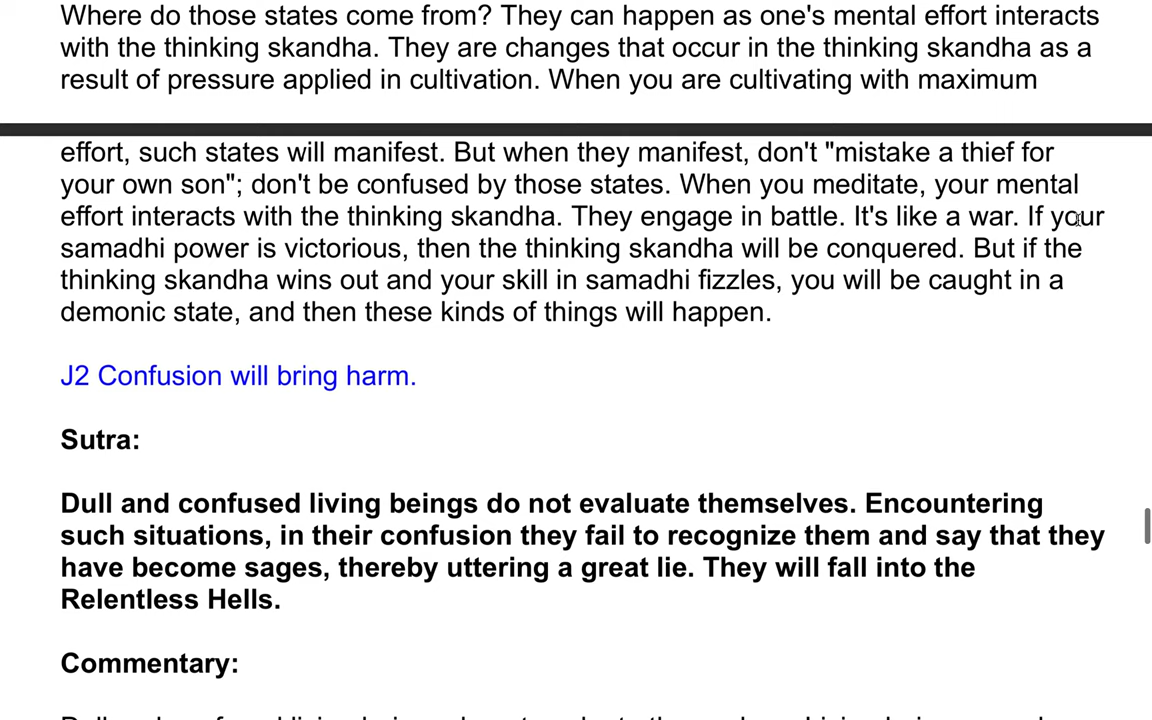 Where do those states come from? They can happen as one's mental effort interacts
with the thinking skandha. They are changes that occur in the thinking skandha as a
result of pressure applied in cultivation. When you are cultivating with maximum
effort, such states will manifest. But when they manifest, don't "mistake a thief for
your own son"; don't be confused by those states. When you meditate, your mental
effort interacts with the thinking skandha. They engage in battle. It's like a war. If your
samadhi power is victorious, then the thinking skandha will be conquered. But if the
thinking skandha wins out and your skill in samadhi fizzles, you will be caught in a
demonic state, and then these kinds of things will happen.
J2 Confusion will bring harm.
Sutra:
Dull and confused living beings do not evaluate themselves. Encountering
such situations, in their confusion they fail to recognize them and say that they
have become sages, thereby uttering a great lie. They will fall into the
Relentless Hells.
Commentary: